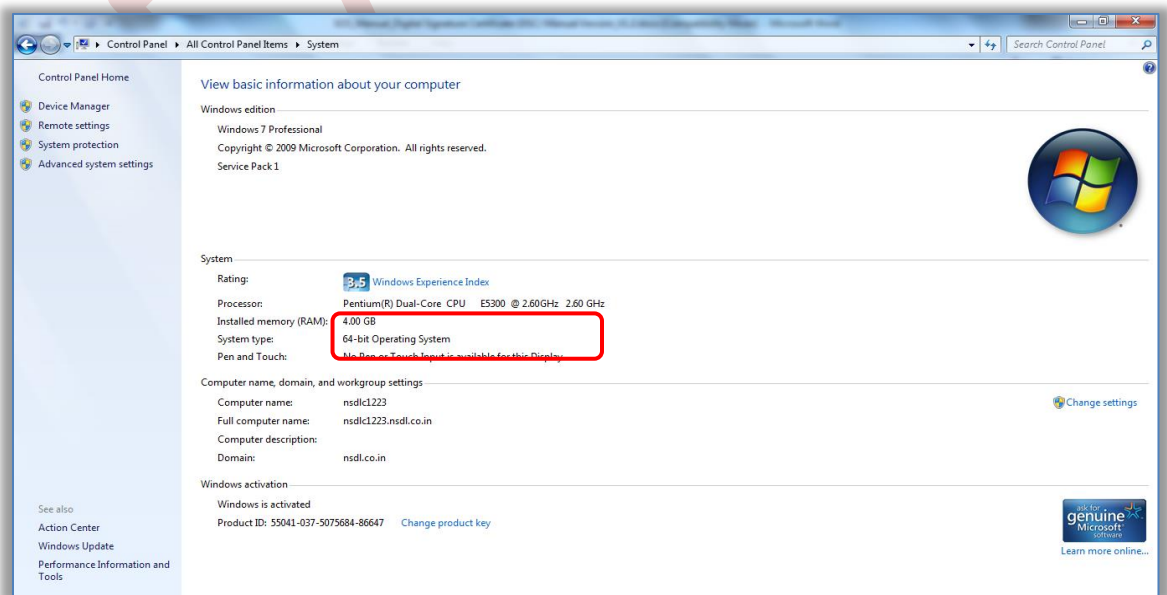 Control Panel ▸ All Control Panel Items ▸ System
Search Control Panel
Control Panel Home
Device Manager
Remote settings
System protection
Advanced system settings
View basic information about your computer
Windows edition
Windows 7 Professional
Copyright © 2009 Microsoft Corporation. All rights reserved.
Service Pack 1
System
Rating: 3,5 Windows Experience Index
Processor: Pentium(R) Dual-Core CPU E5300 @ 2.60GHz 2.60 GHz
Installed memory (RAM): 4.00 GB
System type: 64-bit Operating System
Pen and Touch: No Pen or Touch Input is available for this Display
Computer name, domain, and workgroup settings
Computer name: nsdlc1223
Change settings
Full computer name: nsdlc1223.nsdl.co.in
Computer description:
Domain: nsdl.co.in
Windows activation
Windows is activated
Product ID: 55041-037-5075684-86647 Change product key
See also
Action Center
Windows Update
Performance Information and
Tools
ask for
genuine
Microsoft
software
Learn more online...